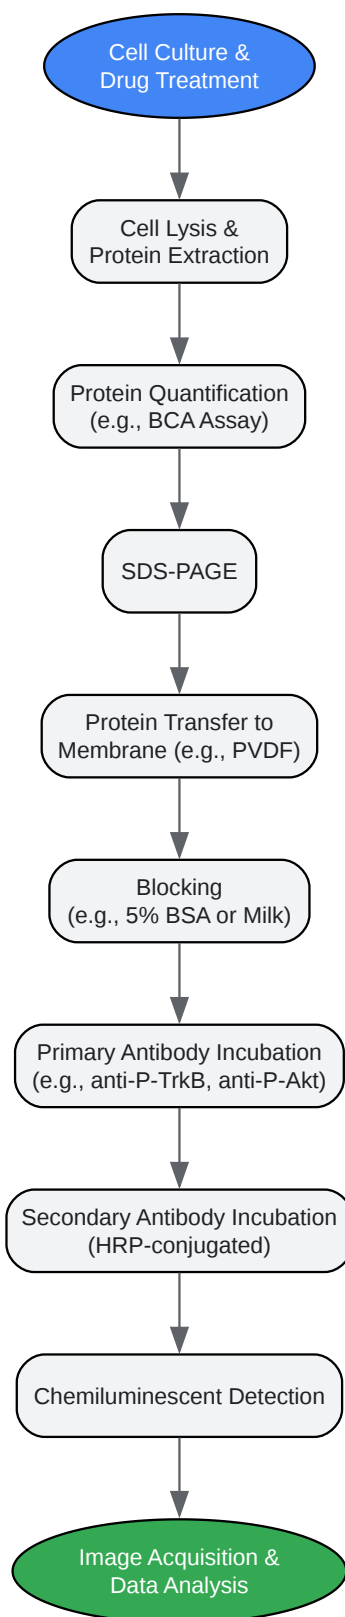 Cell Culture &
Drug Treatment
Cell Lysis &
Protein Extraction
Protein Quantification
(e.g., BCA Assay)
SDS-PAGE
Protein Transfer to
Membrane (e.g., PVDF)
Blocking
(e.g., 5% BSA or Milk)
Primary Antibody Incubation
(e.g., anti-P-TrkB, anti-P-Akt)
Secondary Antibody Incubation
(HRP-conjugated)
Chemiluminescent Detection
Image Acquisition &
Data Analysis